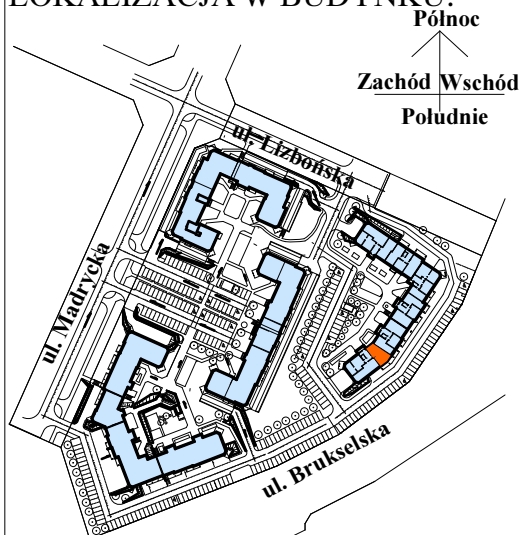 LOKALIZACJA W BUDYNKU:
Północ
Zachód Wschód
Południe
ul. Lizbońska
ul. Madrycka
ul. Brukselska